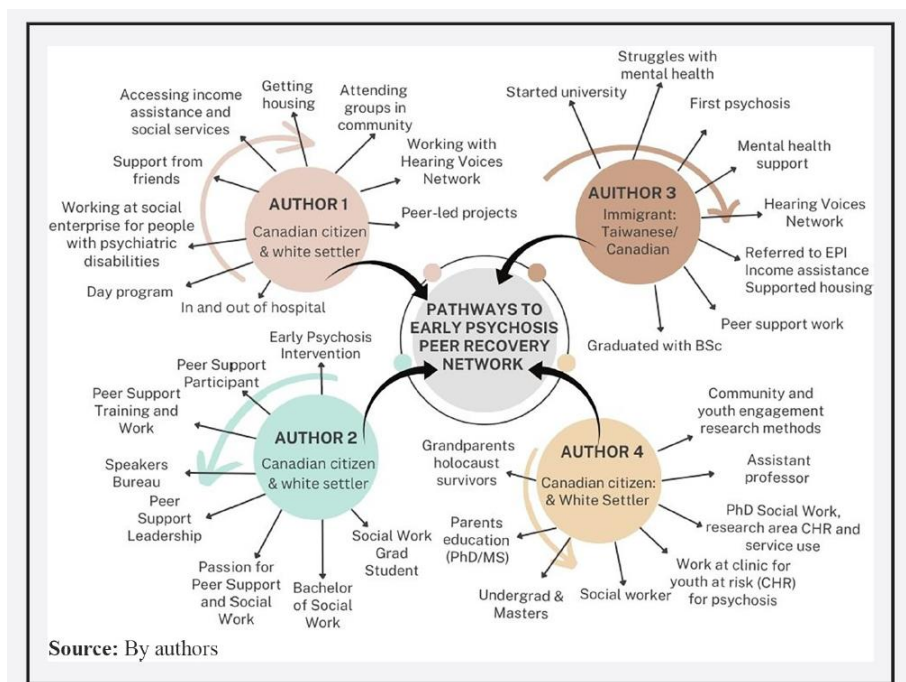 Accessing income
assistance and
social services
Getting
housing
Attending
groups in
community
Support from
friends
Working with
Hearing Voices
Network
Working at social
enterprise for people
with psychiatric
disabilities
Peer-led projects
Day program
In and out of hospital
AUTHOR 1
Canadian citizen
& white settler
Started university
Struggles with
mental health
First psychosis
Mental health
support
Hearing Voices
Network
Referred to EPI
Income assistance
Supported housing
Peer support work
Graduated with BSc
AUITHOR 3
Immigrant:
Taiwanese/
Canadian
PATHWAYS TO
EARLY PSYCHOSIS
PEER RECOVERY
NETWORK
Early Psychosis
Intervention
Peer Support
Participant
Peer Support
Training and
Work
Speakers
Bureau
Peer
Support
Leadership
Passion for
Peer Support
and Social
Work
Bachelor
of Social
Work
Social Work
Grad
Student
AUTHOR 2
Canadian citizen
& white settler
Grandparents
holocaust
survivors
Parents
education
(PhD/MS)
Undergrad &
Masters
Social worker
Work at clinic for
youth at risk (CHR)
for psychosis
PhD Social Work,
research area CHR and
service use
Assistant
professor
Community and
youth engagement
research methods
AUTHOR 4
Canadian citizen:
& White Settler
Source: By authors